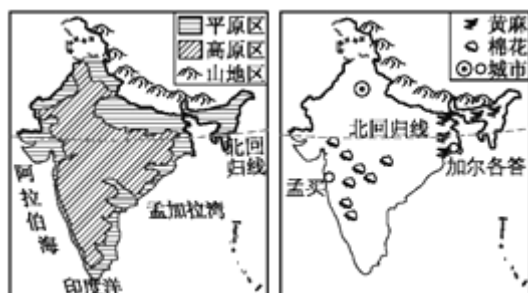 平原区
高原区
山地区
北回
归线
阿拉伯海
孟加拉湾
印度洋
黄麻
棉花
城市
北回归线
加尔各答
孟买